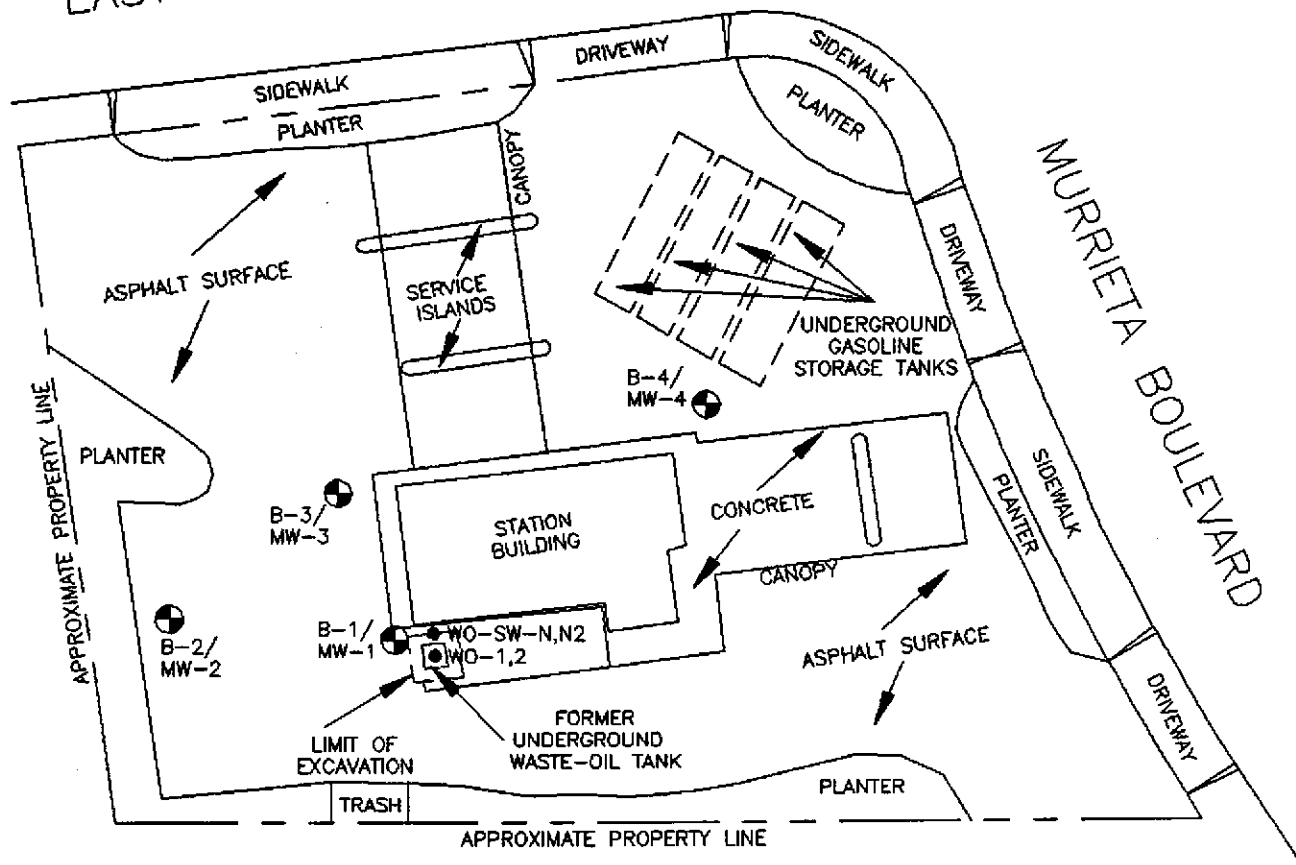 EAST
SIDEWALK
DRIVEWAY
SIDEWALK
PLANTER
PLANTER
CANOPY
MURRIETA BOULEVARD
ASPHALT SURFACE
SERVICE
ISLANDS
DRIVEWAY
UNDERGROUND
GASOLINE
STORAGE TANKS
B-4/
MW-4
APPROXIMATE PROPERTY LINE
PLANTER
B-3/
MW-3
STATION
BUILDING
CONCRETE
SIDEWALK
PLANTER
CANOPY
B-2/
MW-2
B-1/
MW-1
WO-SW-N,N2
WO-1,2
ASPHALT SURFACE
DRIVEWAY
LIMIT OF
EXCAVATION
FORMER
UNDERGROUND
WASTE-OIL TANK
TRASH
PLANTER
APPROXIMATE PROPERTY LINE